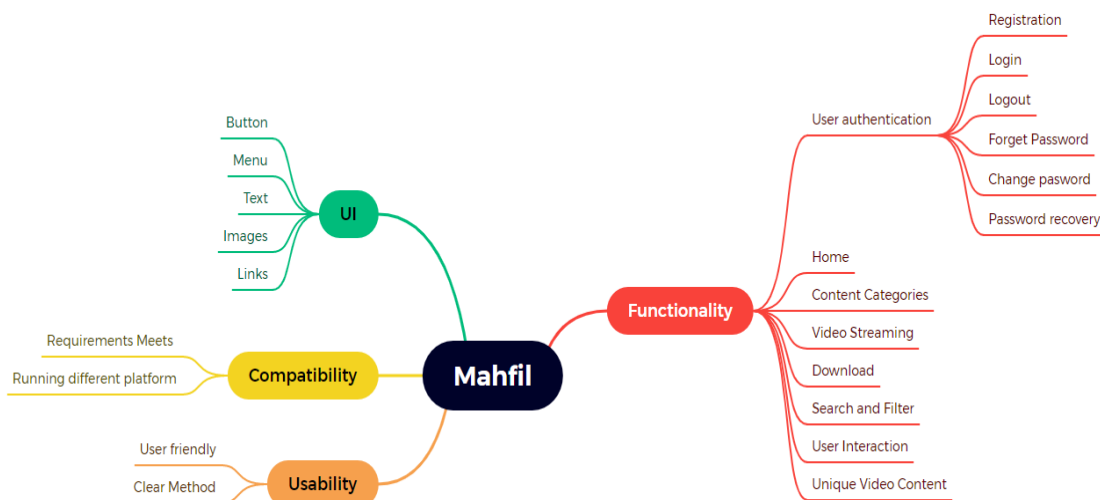 Mahfil
UI
Button
Menu
Text
Images
Links
Compatibility
Requirements Meets
Running different platform
Usability
User friendly
Clear Method
Functionality
User authentication
Registration
Login
Logout
Forget Password
Change pasword
Password recovery
Home
Content Categories
Video Streaming
Download
Search and Filter
User Interaction
Unique Video Content